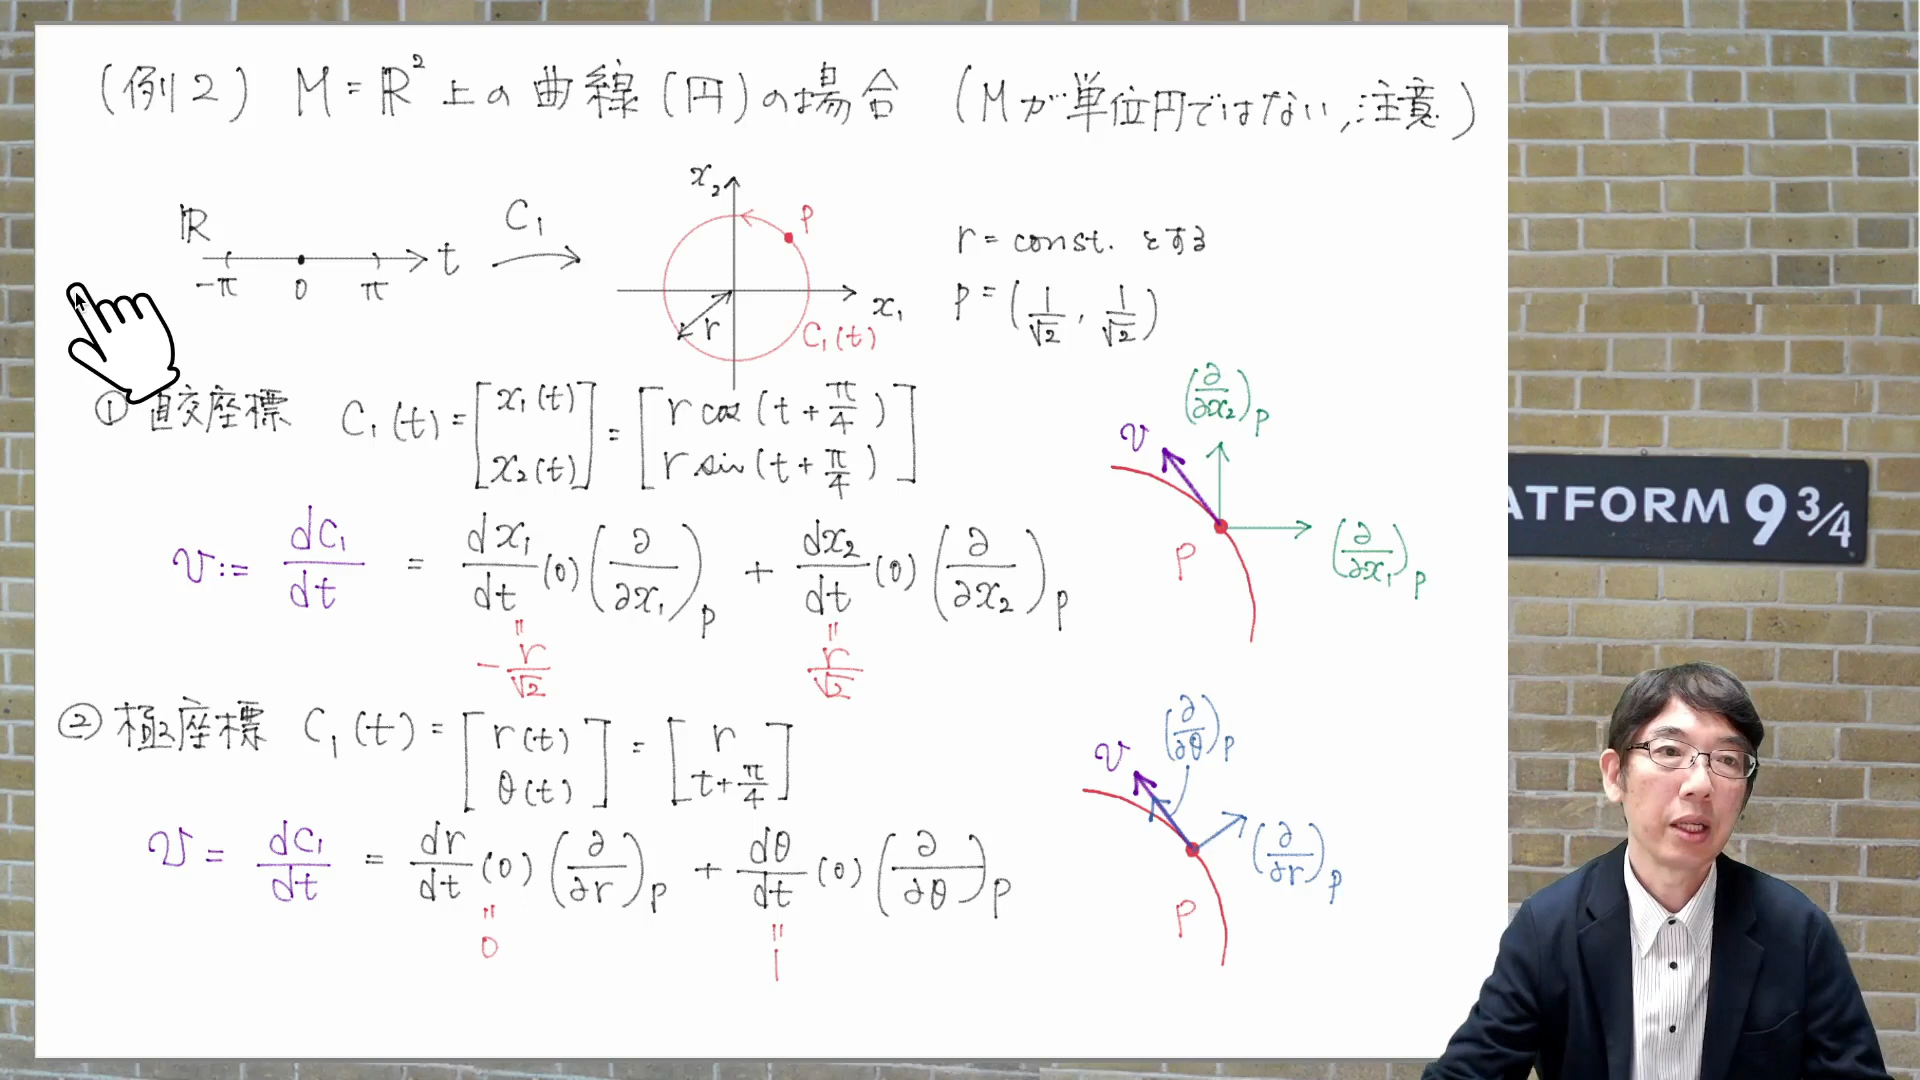 (例2) M = R² 上の曲線(円)の場合 (Mが単位円ではない,注意)
x₂
P
R
C₁
t
-π 0 π
x₁
r
C₁(t)
r = const. とする
P = (1/√2, 1/√2)
① 直交座標 C₁(t) = [x₁(t) x₂(t)] = [r cos(t+π/4) r sin(t+π/4)]
v := dC₁/dt = dx₁/dt (0) (∂/∂x₁)p + dx₂/dt (0) (∂/∂x₂)p
= -r/√2 = r/√2
(∂/∂x₂)p
v
(∂/∂x₁)p
P
② 極座標 C₁(t) = [r(t) θ(t)] = [r t+π/4]
v = dC₁/dt = dr/dt (0) (∂/∂r)p + dθ/dt (0) (∂/∂θ)p
= 0 = 1
(∂/∂θ)p
v
(∂/∂r)p
P
ATFORM 9 3/4